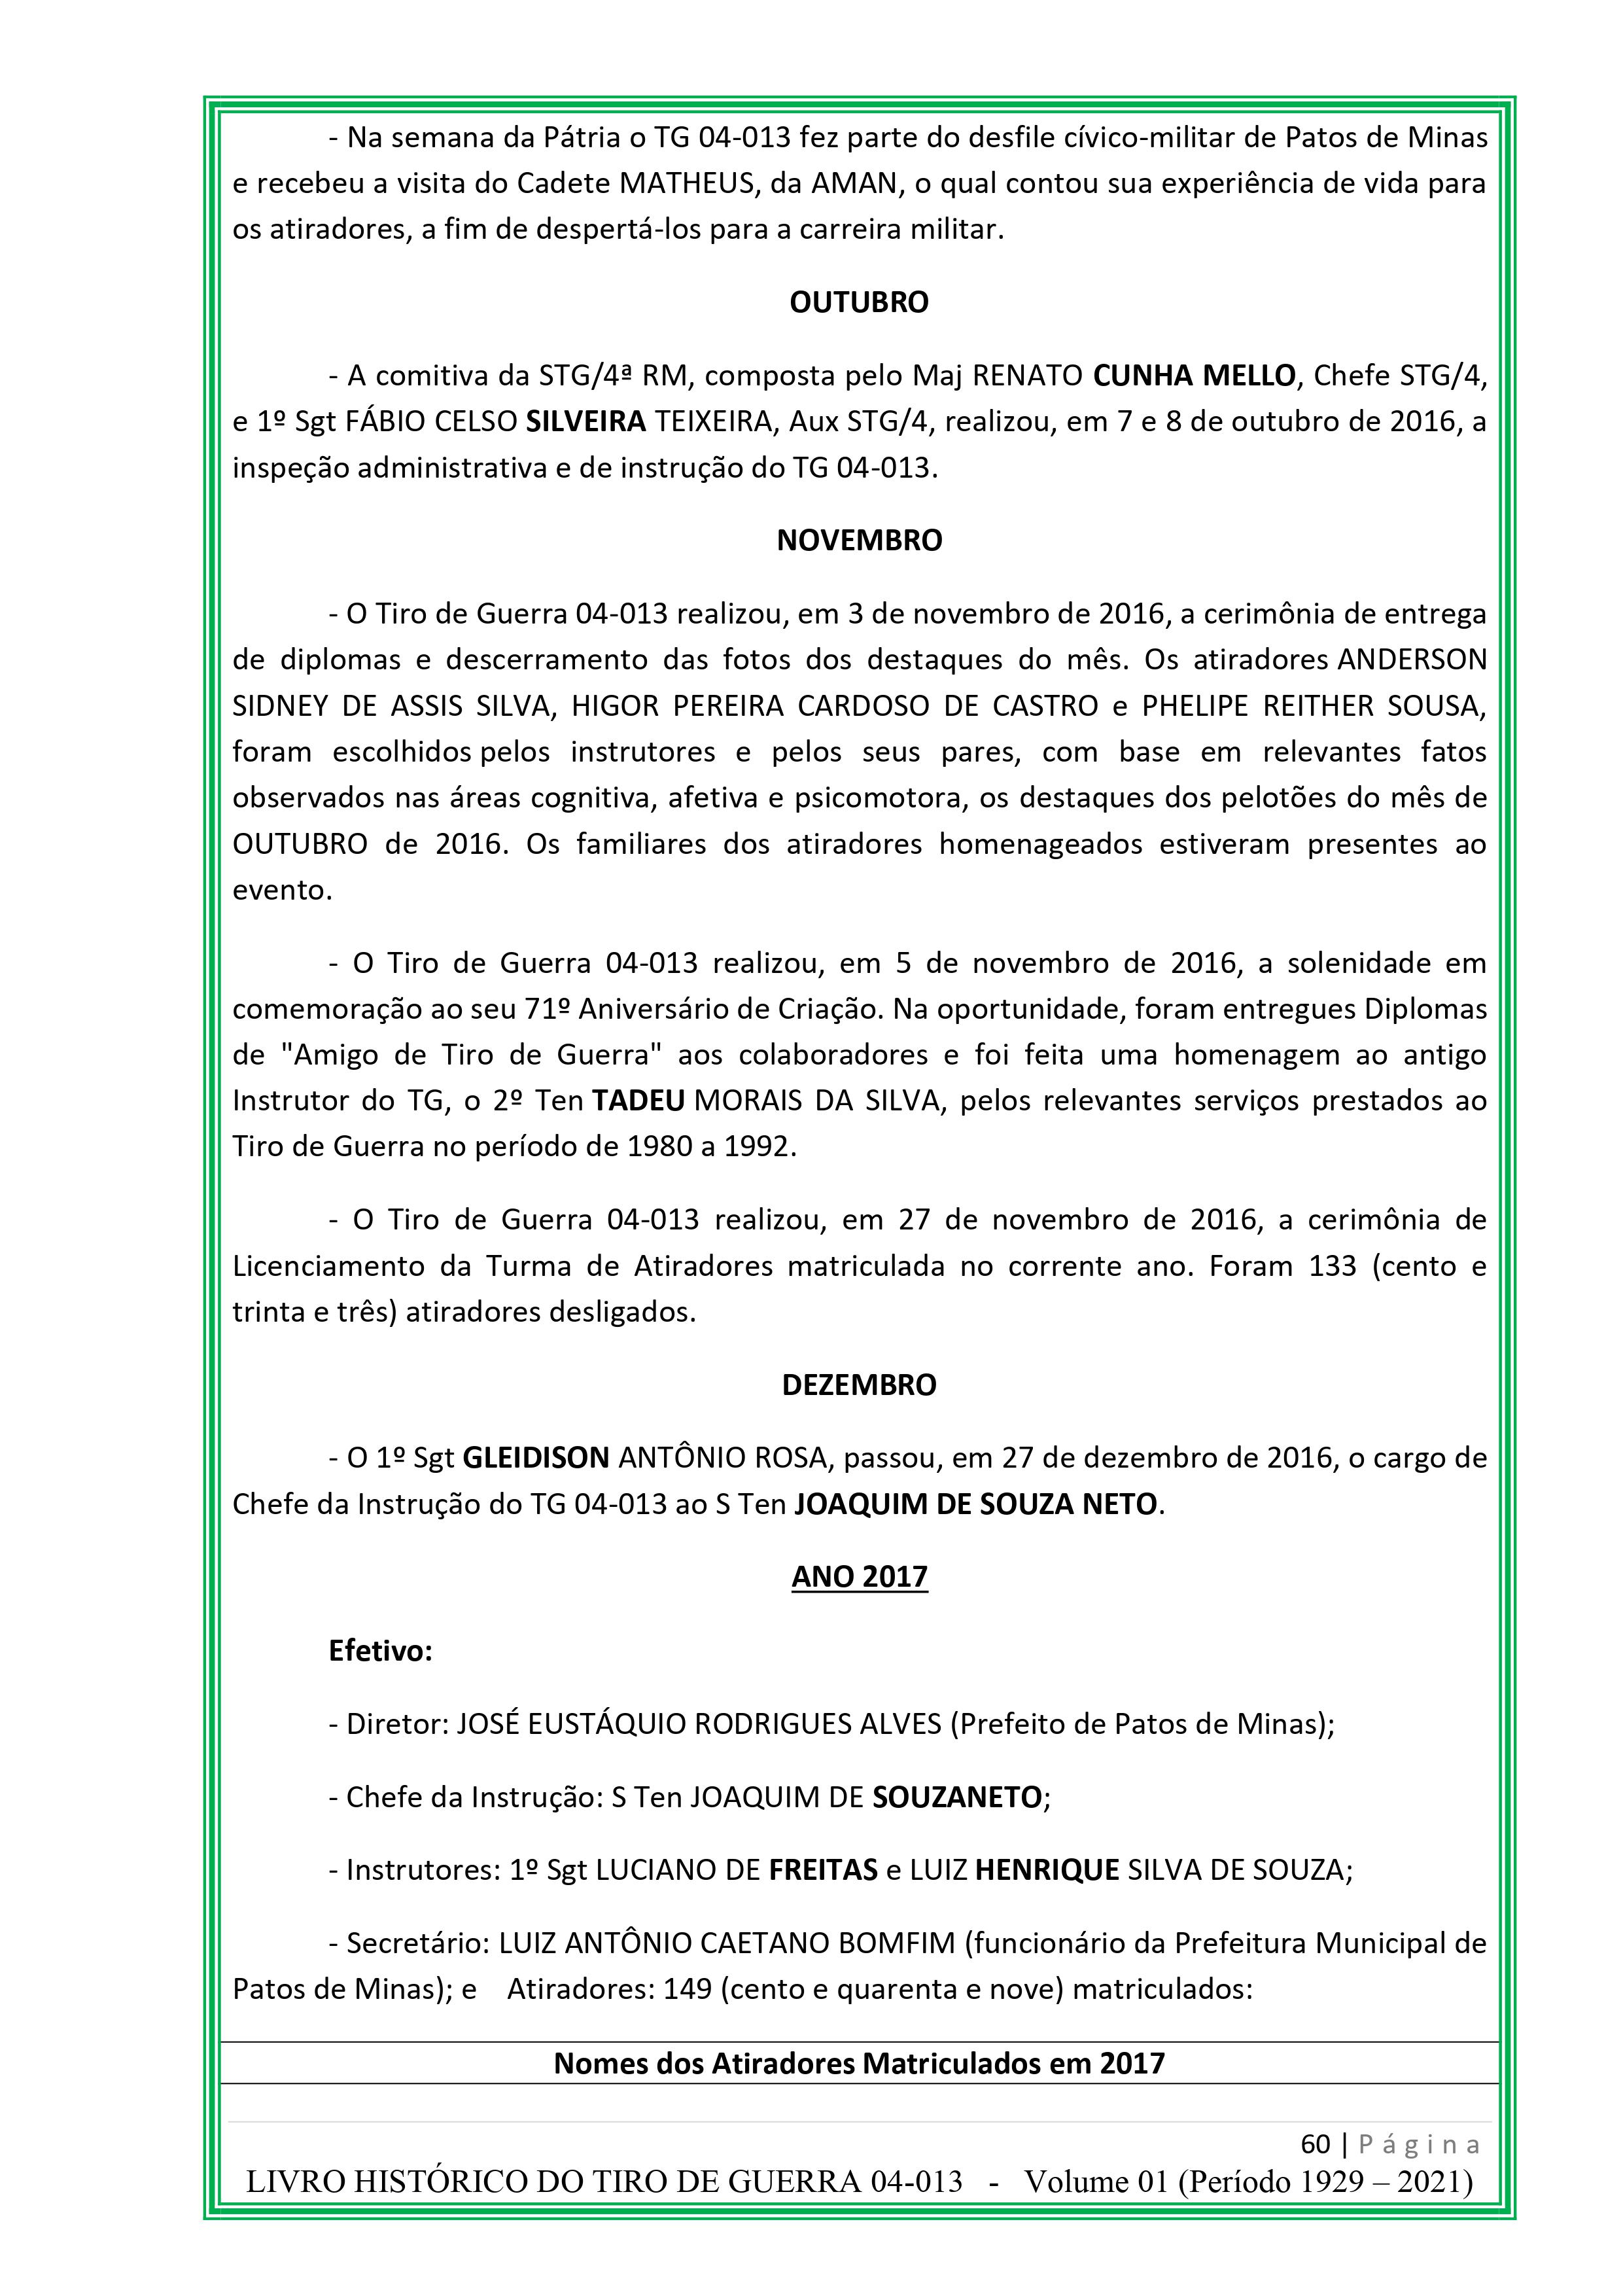 - Na semana da Pátria o TG 04-013 fez parte do desfile cívico-militar de Patos de Minas
e recebeu a visita do Cadete MATHEUS, da AMAN, o qual contou sua experiência de vida para
os atiradores, a fim de despertá-los para a carreira militar.
OUTUBRO
- A comitiva da STG/4ª RM, composta pelo Maj RENATO CUNHA MELLO, Chefe STG/4,
e 1º Sgt FÁBIO CELSO SILVEIRA TEIXEIRA, Aux STG/4, realizou, em 7 e 8 de outubro de 2016, a
inspeção administrativa e de instrução do TG 04-013.
NOVEMBRO
- O Tiro de Guerra 04-013 realizou, em 3 de novembro de 2016, a cerimônia de entrega
de diplomas e descerramento das fotos dos destaques do mês. Os atiradores ANDERSON
SIDNEY DE ASSIS SILVA, HIGOR PEREIRA CARDOSO DE CASTRO e PHELIPE REITHER SOUSA,
foram escolhidos pelos instrutores e pelos seus pares, com base em relevantes fatos
observados nas áreas cognitiva, afetiva e psicomotora, os destaques dos pelotões do mês de
OUTUBRO de 2016. Os familiares dos atiradores homenageados estiveram presentes ao
evento.
- O Tiro de Guerra 04-013 realizou, em 5 de novembro de 2016, a solenidade em
comemoração ao seu 71º Aniversário de Criação. Na oportunidade, foram entregues Diplomas
de "Amigo de Tiro de Guerra" aos colaboradores e foi feita uma homenagem ao antigo
Instrutor do TG, o 2º Ten TADEU MORAIS DA SILVA, pelos relevantes serviços prestados ao
Tiro de Guerra no período de 1980 a 1992.
- O Tiro de Guerra 04-013 realizou, em 27 de novembro de 2016, a cerimônia de
Licenciamento da Turma de Atiradores matriculada no corrente ano. Foram 133 (cento e
trinta e três) atiradores desligados.
DEZEMBRO
- O 1º Sgt GLEIDISON ANTÔNIO ROSA, passou, em 27 de dezembro de 2016, o cargo de
Chefe da Instrução do TG 04-013 ao S Ten JOAQUIM DE SOUZA NETO.
ANO 2017
Efetivo:
- Diretor: JOSÉ EUSTÁQUIO RODRIGUES ALVES (Prefeito de Patos de Minas);
- Chefe da Instrução: S Ten JOAQUIM DE SOUZANETO;
- Instrutores: 1º Sgt LUCIANO DE FREITAS e LUIZ HENRIQUE SILVA DE SOUZA;
- Secretário: LUIZ ANTÔNIO CAETANO BOMFIM (funcionário da Prefeitura Municipal de
Patos de Minas); e Atiradores: 149 (cento e quarenta e nove) matriculados:
Nomes dos Atiradores Matriculados em 2017
60 | Página
LIVRO HISTÓRICO DO TIRO DE GUERRA 04-013 - Volume 01 (Período 1929 – 2021)